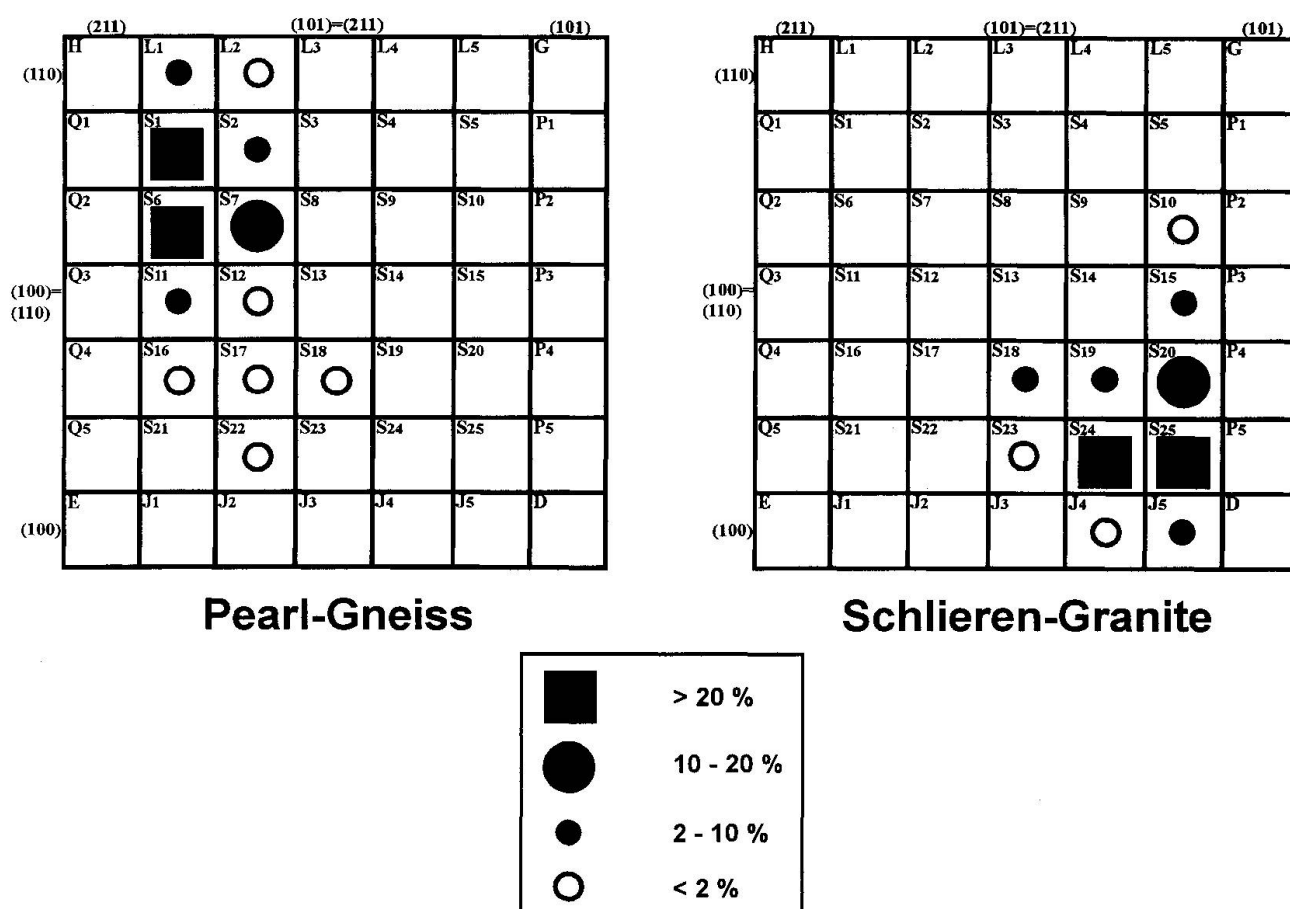 (211) (101)=(211) (101)
(110) H L1 L2 L3 L4 L5 G
Q1 S1 S2 S3 S4 S5 P1
Q2 S6 S7 S8 S9 S10 P2
(100)=
(110)
Q3 S11 S12 S13 S14 S15 P3
Q4 S16 S17 S18 S19 S20 P4
Q5 S21 S22 S23 S24 S25 P5
(100) E J1 J2 J3 J4 J5 D
Pearl-Gneiss
(211) (101)=(211) (101)
(110) H L1 L2 L3 L4 L5 G
Q1 S1 S2 S3 S4 S5 P1
Q2 S6 S7 S8 S9 S10 P2
(100)=
(110)
Q3 S11 S12 S13 S14 S15 P3
Q4 S16 S17 S18 S19 S20 P4
Q5 S21 S22 S23 S24 S25 P5
(100) E J1 J2 J3 J4 J5 D
Schlieren-Granite
> 20 %
10 - 20 %
2 - 10 %
< 2 %